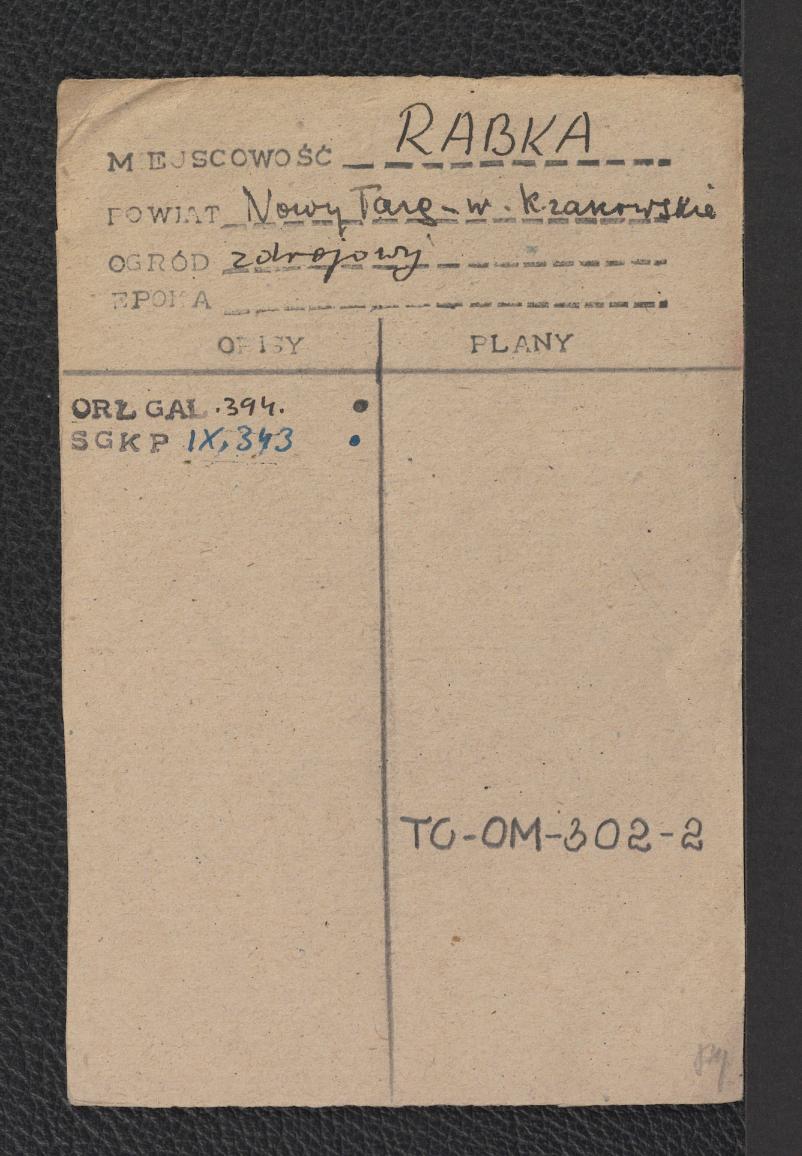 MIEJSCOWOŚĆ RABKA
POWIAT Nowy Targ - w. Krakowskie
OGRÓD zdrojowy
EPOKA
OPISY PLANY
ORŁ GAL .394. •
SGKP IX, 343 •
TO-OM-302-2